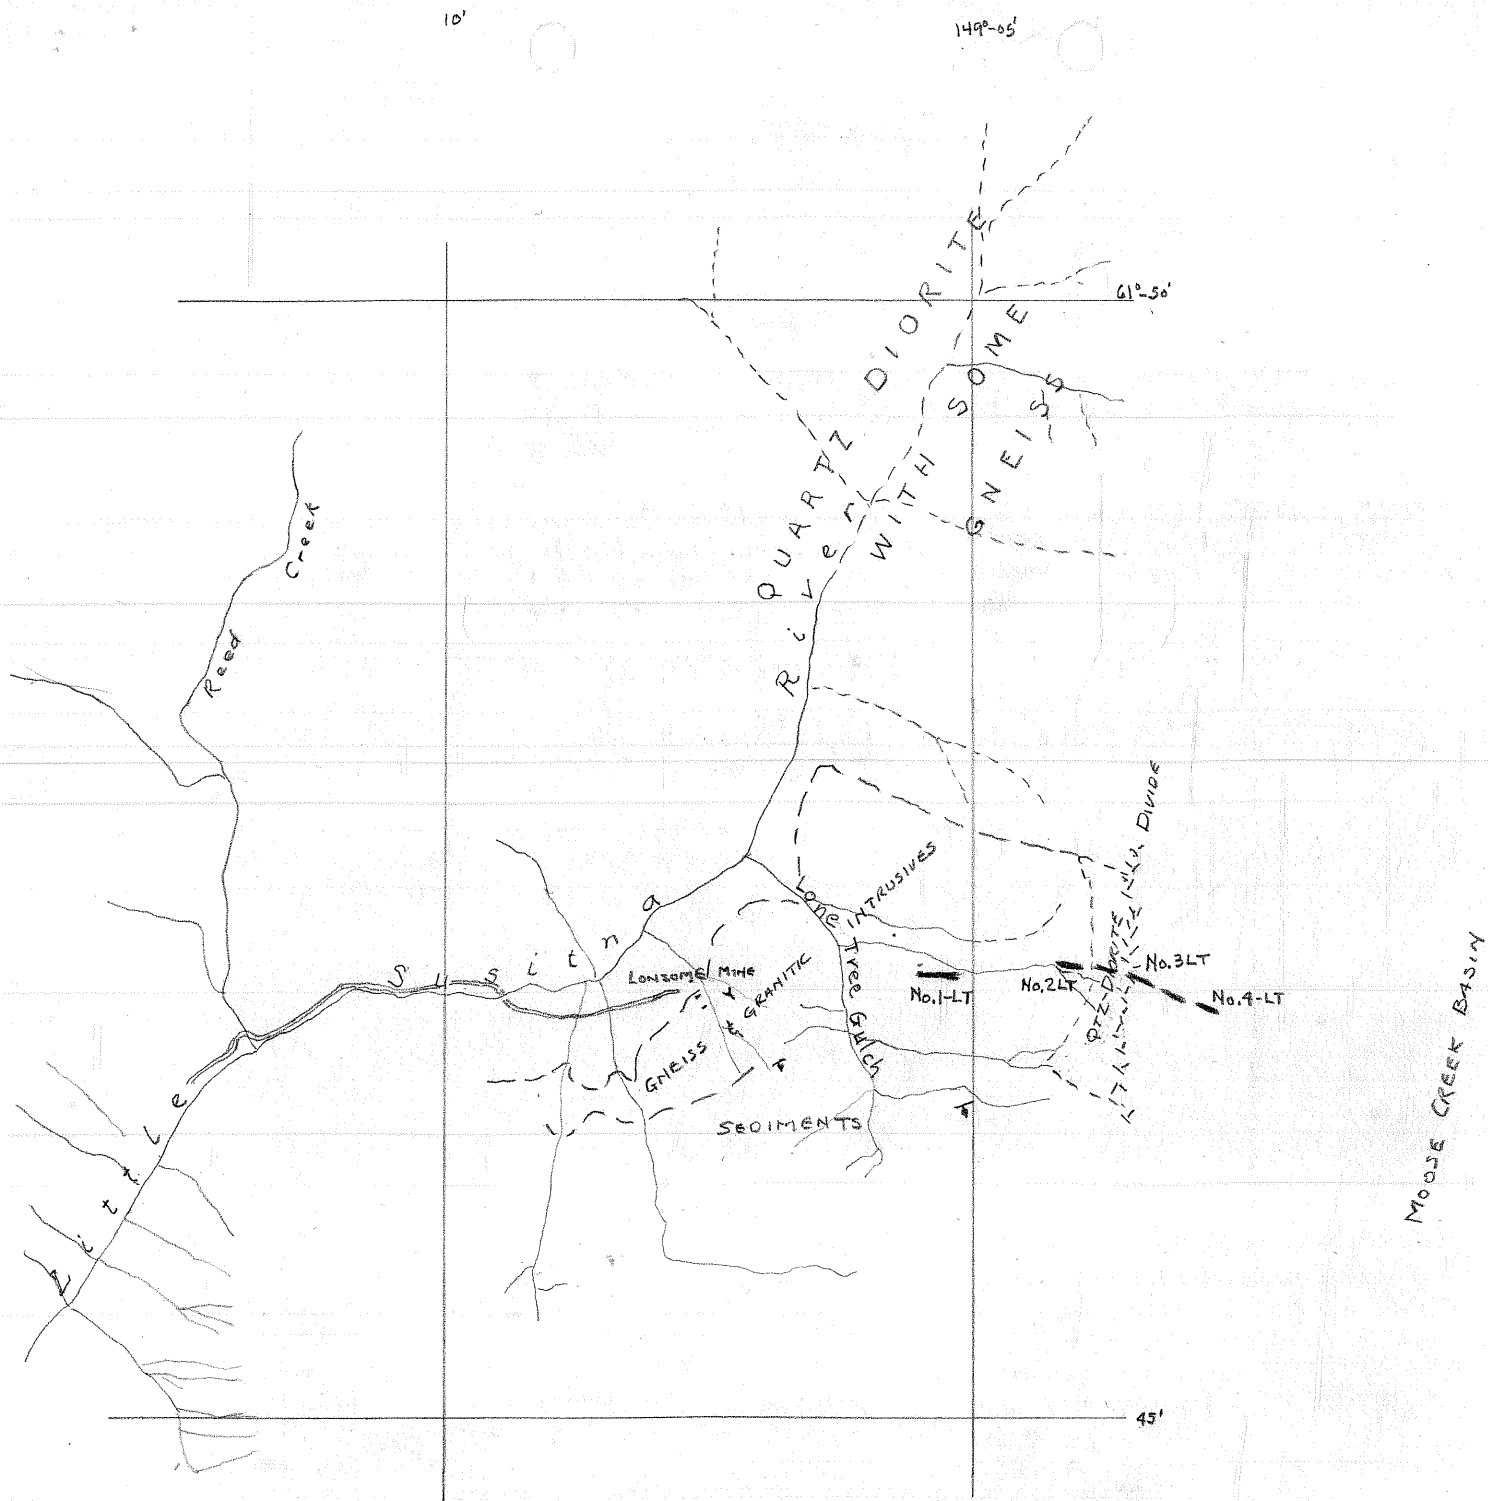 10'
149°-05'
61°-50'
QUARTZ DIORITE
WITH SOME
GNEISS
Reed Creek
Little Susitna River
DIVIDE
Lone Tree Gulch
INTRUSIVES
GRANITIC
GNEISS
LONSOME MINE
No.1-LT
No.2LT
No.3LT
No.4-LT
QTZ-DIORITE
SEDIMENTS
MOOSE CREEK BASIN
45'